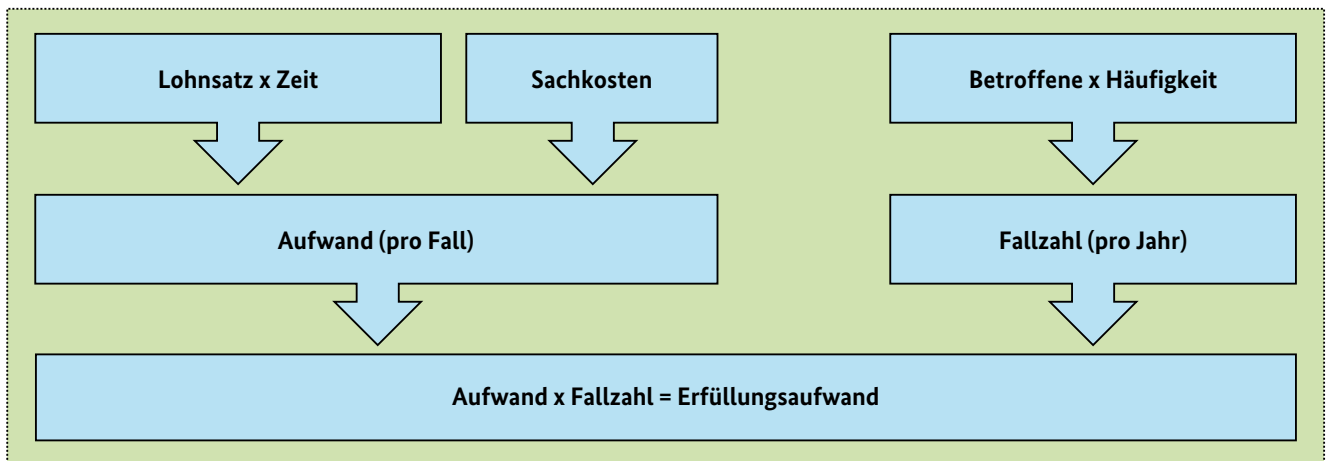 Lohnsatz x Zeit
Sachkosten
Betroffene x Häufigkeit
Aufwand (pro Fall)
Fallzahl (pro Jahr)
Aufwand x Fallzahl = Erfüllungsaufwand